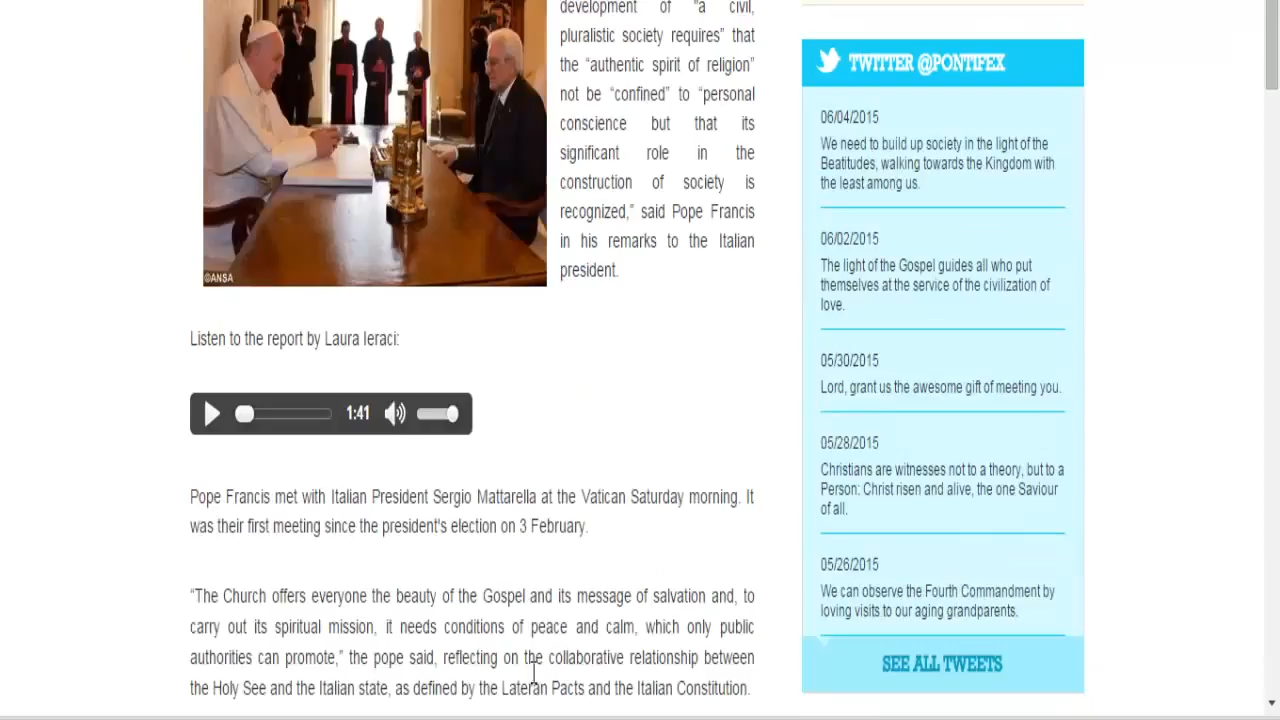 development of "a civil,
pluralistic society requires” that
the “authentic spirit of religion”
not be “confined” to “personal
conscience but that its
significant role in the
construction of society is
recognized,” said Pope Francis
in his remarks to the Italian
president.
©ANSA
Listen to the report by Laura Ieraci:
1:41
Pope Francis met with Italian President Sergio Mattarella at the Vatican Saturday morning. It
was their first meeting since the president's election on 3 February.
“The Church offers everyone the beauty of the Gospel and its message of salvation and, to
carry out its spiritual mission, it needs conditions of peace and calm, which only public
authorities can promote,” the pope said, reflecting on the collaborative relationship between
the Holy See and the Italian state, as defined by the Lateran Pacts and the Italian Constitution.
TWITTER @PONTIFEX
06/04/2015
We need to build up society in the light of the
Beatitudes, walking towards the Kingdom with
the least among us.
06/02/2015
The light of the Gospel guides all who put
themselves at the service of the civilization of
love.
05/30/2015
Lord, grant us the awesome gift of meeting you.
05/28/2015
Christians are witnesses not to a theory, but to a
Person: Christ risen and alive, the one Saviour
of all.
05/26/2015
We can observe the Fourth Commandment by
loving visits to our aging grandparents.
SEE ALL TWEETS